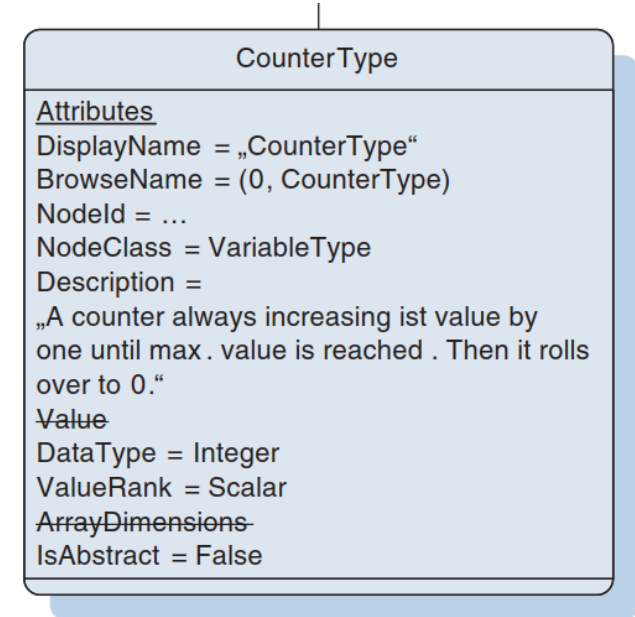 CounterType
Attributes
DisplayName = „CounterType“
BrowseName = (0, CounterType)
NodeId = …
NodeClass = VariableType
Description =
„A counter always increasing ist value by
one until max. value is reached. Then it rolls
over to 0.“
Value
DataType = Integer
ValueRank = Scalar
ArrayDimensions
IsAbstract = False